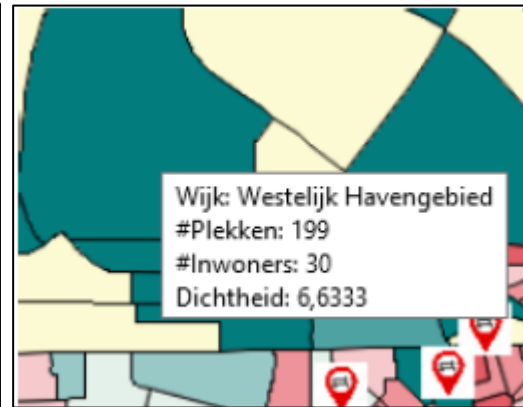 Wijk: Westelijk Havengebied
#Plekken: 199
#Inwoners: 30
Dichtheid: 6,6333